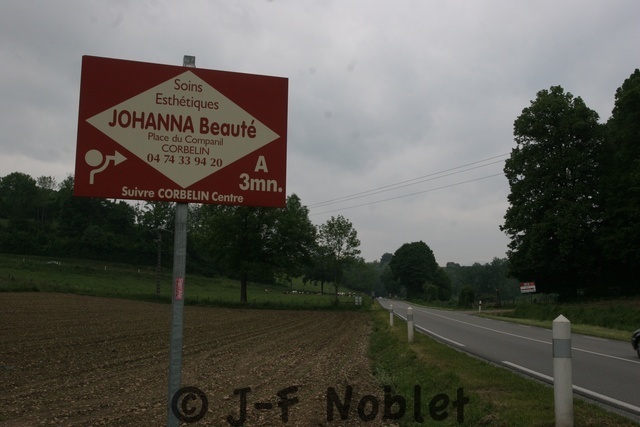 Soins
Esthétiques
JOHANNA Beauté
Place du Companil
CORBELIN
04 74 33 94 20
A
3mn.
Suivre CORBELIN Centre
© J-F Noblet